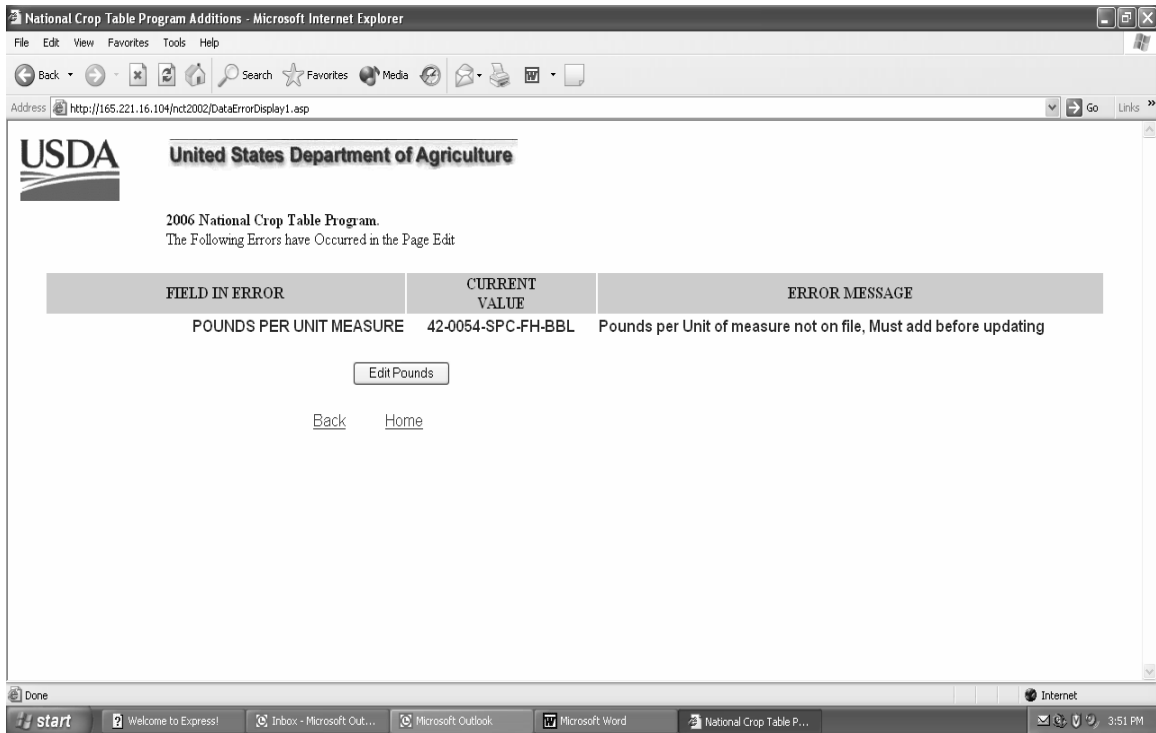 National Crop Table Program Additions - Microsoft Internet Explorer
File Edit View Favorites Tools Help
Back Search Favorites Media
Address http://165.221.16.104/nct2002/DataErrorDisplay1.asp Go Links »
USDA United States Department of Agriculture
2006 National Crop Table Program.
The Following Errors have Occurred in the Page Edit
FIELD IN ERROR CURRENT VALUE ERROR MESSAGE
POUNDS PER UNIT MEASURE 42-0054-SPC-FH-BBL Pounds per Unit of measure not on file, Must add before updating
Edit Pounds
Back Home
Done Internet
start Welcome to Express! Inbox - Microsoft Out... Microsoft Outlook Microsoft Word National Crop Table P... 3:51 PM